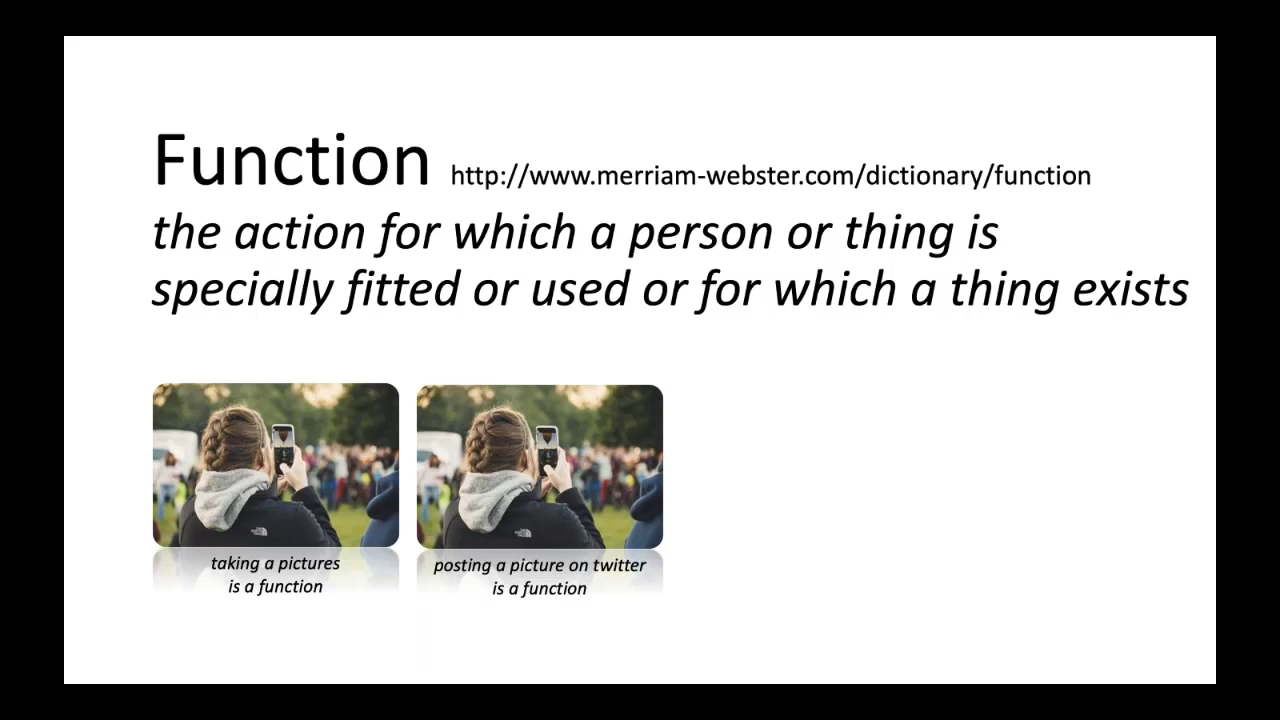 Function http://www.merriam-webster.com/dictionary/function
the action for which a person or thing is
specially fitted or used or for which a thing exists
taking a pictures
is a function
posting a picture on twitter
is a function